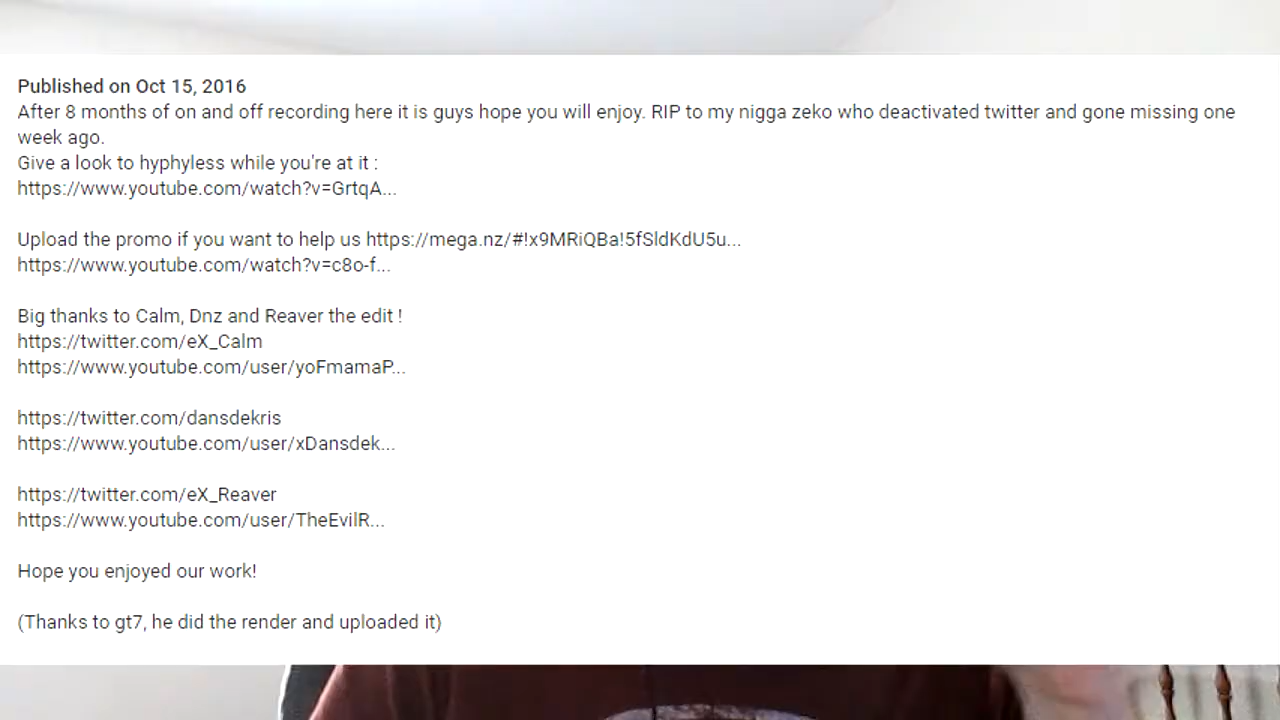 Published on Oct 15, 2016
After 8 months of on and off recording here it is guys hope you will enjoy. RIP to my nigga zeko who deactivated twitter and gone missing one
week ago.
Give a look to hyphyless while you're at it :
https://www.youtube.com/watch?v=GrtqA...
Upload the promo if you want to help us https://mega.nz/#!x9MRiQBa!5fSldKdU5u...
https://www.youtube.com/watch?v=c8o-f...
Big thanks to Calm, Dnz and Reaver the edit !
https://twitter.com/eX_Calm
https://www.youtube.com/user/yoFmamaP...
https://twitter.com/dansdekris
https://www.youtube.com/user/xDansdek...
https://twitter.com/eX_Reaver
https://www.youtube.com/user/TheEvilR...
Hope you enjoyed our work!
(Thanks to gt7, he did the render and uploaded it)